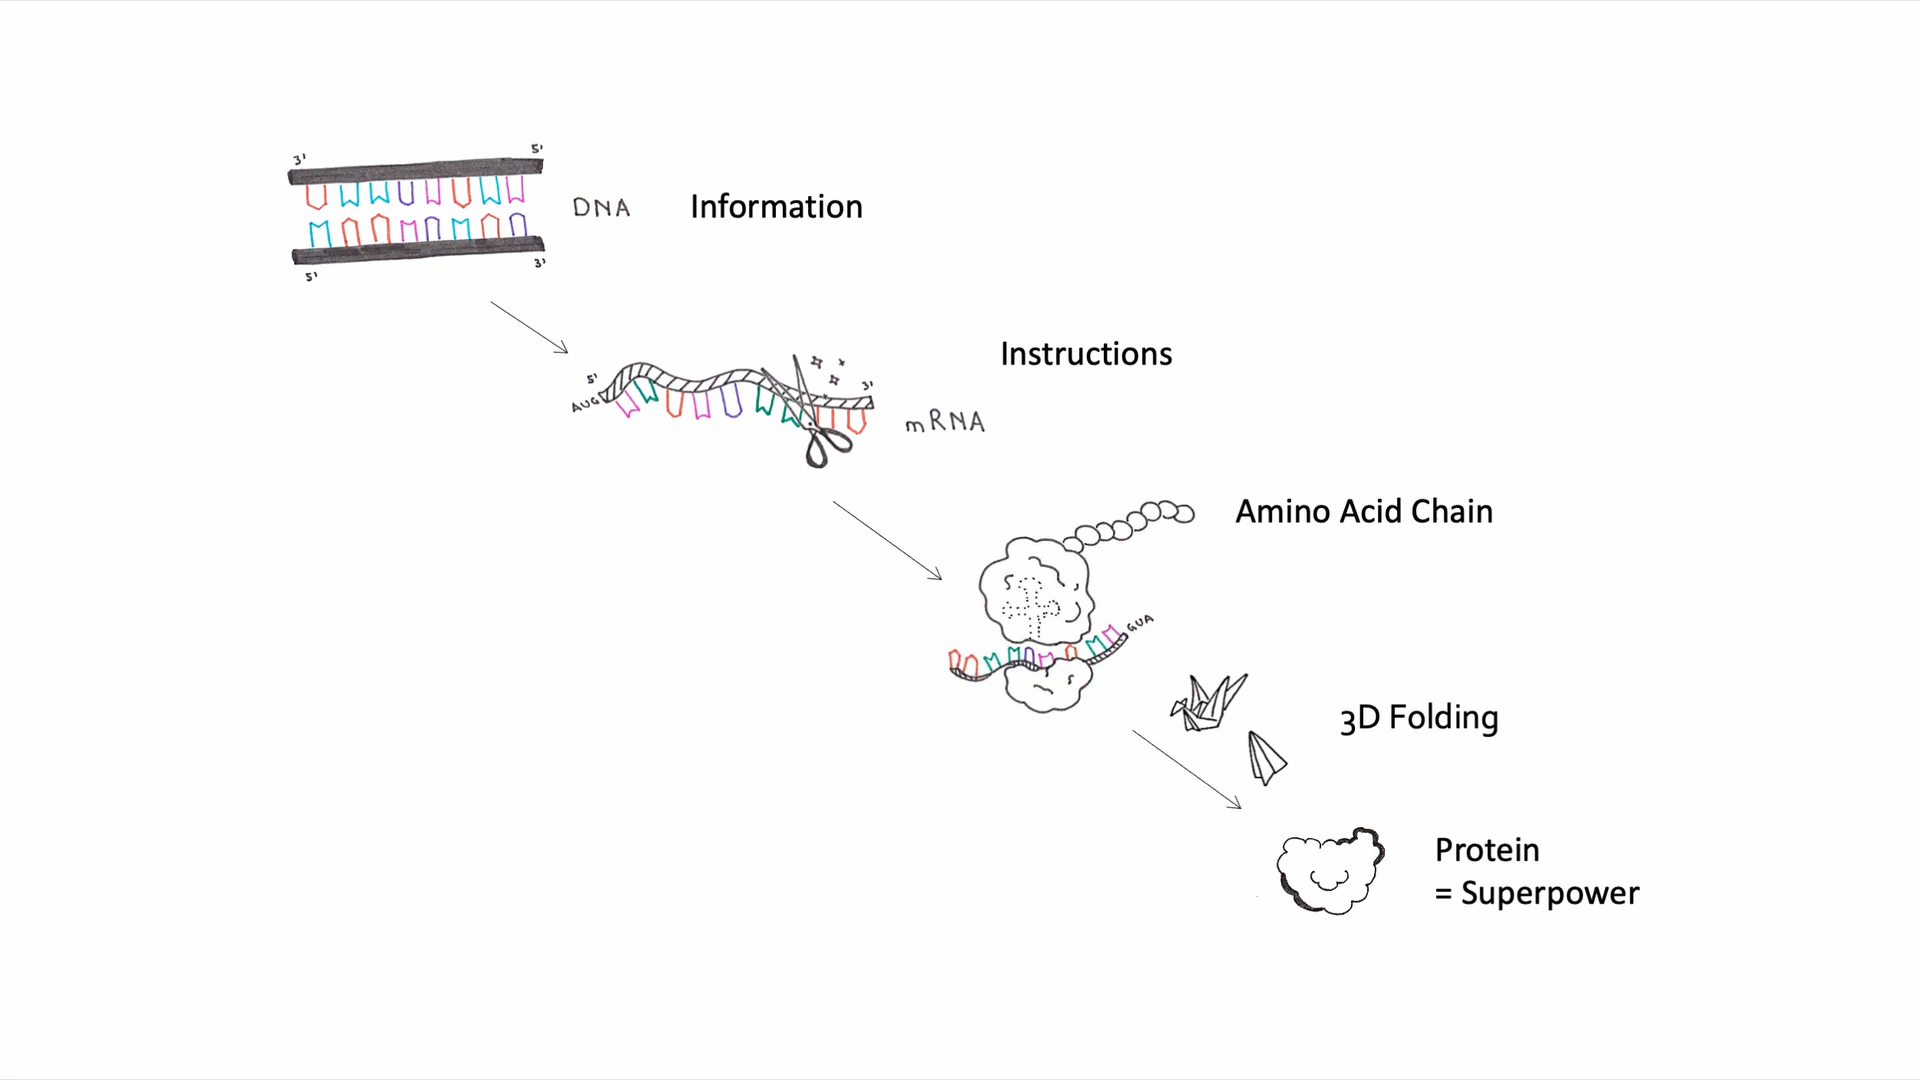 3'
5'
DNA
Information
5'
3'
Instructions
5'
AUG
3'
mRNA
Amino Acid Chain
GUA
3D Folding
Protein
= Superpower